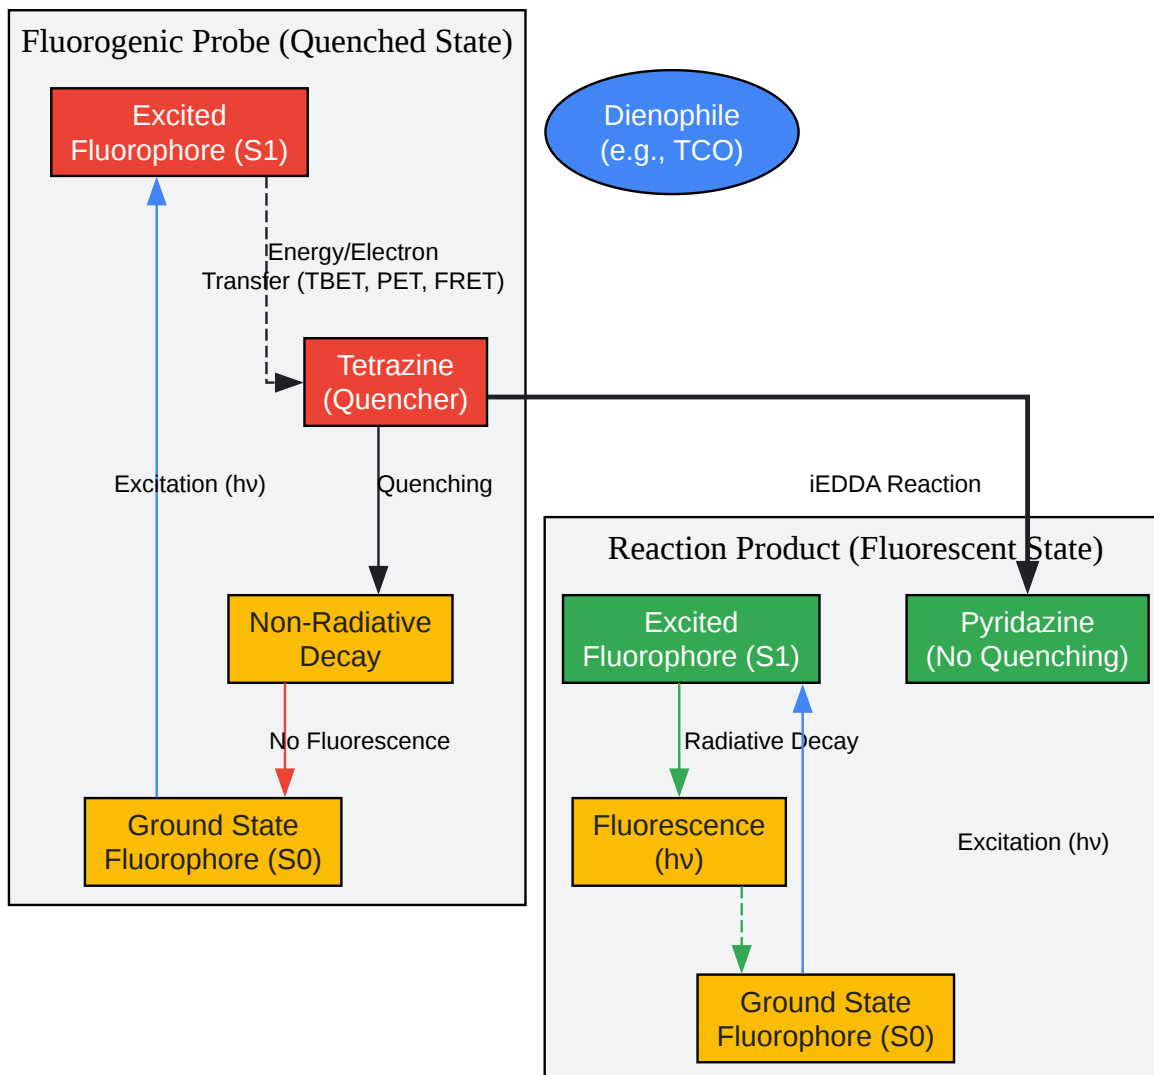 Fluorogenic Probe (Quenched State)
Excited
Fluorophore (S1)
Dienophile
(e.g., TCO)
Energy/Electron
Transfer (TBET, PET, FRET)
Tetrazine
(Quencher)
Excitation (hν)
Quenching
iEDDA Reaction
Non-Radiative
Decay
No Fluorescence
Ground State
Fluorophore (S0)
Reaction Product (Fluorescent State)
Excited
Fluorophore (S1)
Pyridazine
(No Quenching)
Radiative Decay
Fluorescence
(hν)
Excitation (hν)
Ground State
Fluorophore (S0)